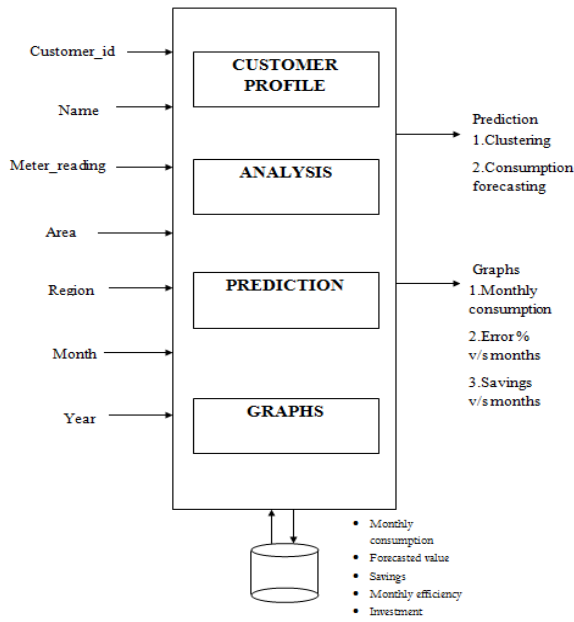 Customer_id
Name
Meter_reading
Area
Region
Month
Year
CUSTOMER
PROFILE
ANALYSIS
PREDICTION
GRAPHS
Prediction
1.Clustering
2.Consumption
forecasting
Graphs
1.Monthly
consumption
2.Error%
v/s months
3.Savings
v/s months
• Monthly
consumption
• Forecasted value
• Savings
• Monthly efficiency
• Investment